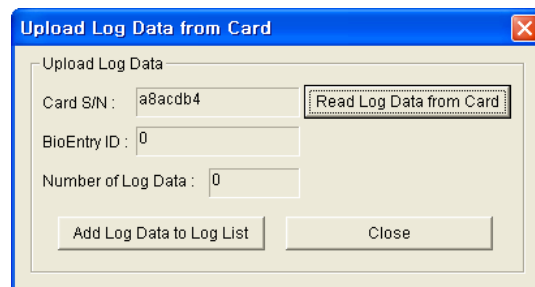 Upload Log Data from Card
Upload Log Data
Card S/N : a8acdb4 Read Log Data from Card
BioEntry ID : 0
Number of Log Data : 0
Add Log Data to Log List Close